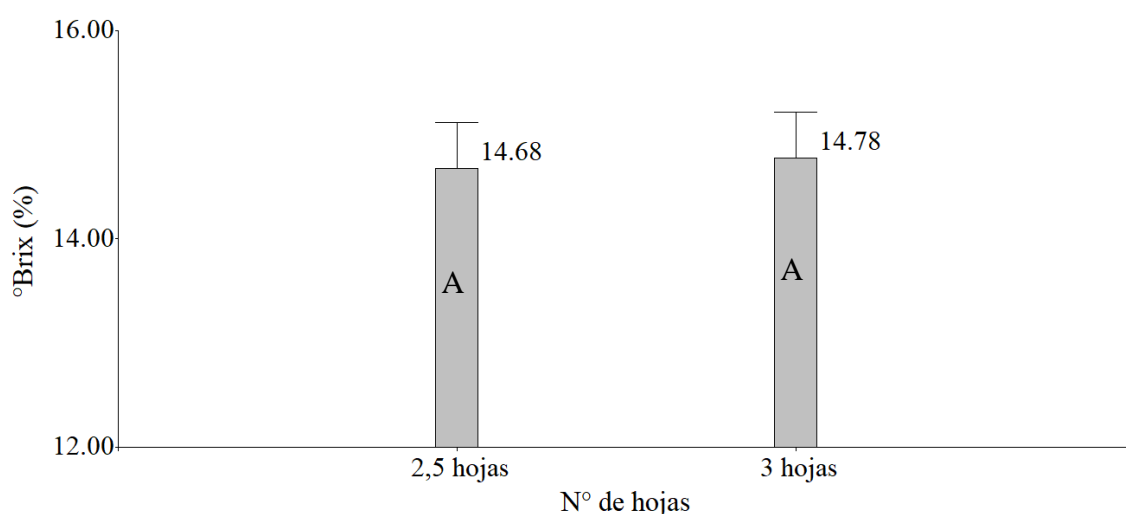 16.00
14.00
12.00
°Brix (%)
14.68
14.78
A
A
2,5 hojas
3 hojas
N° de hojas